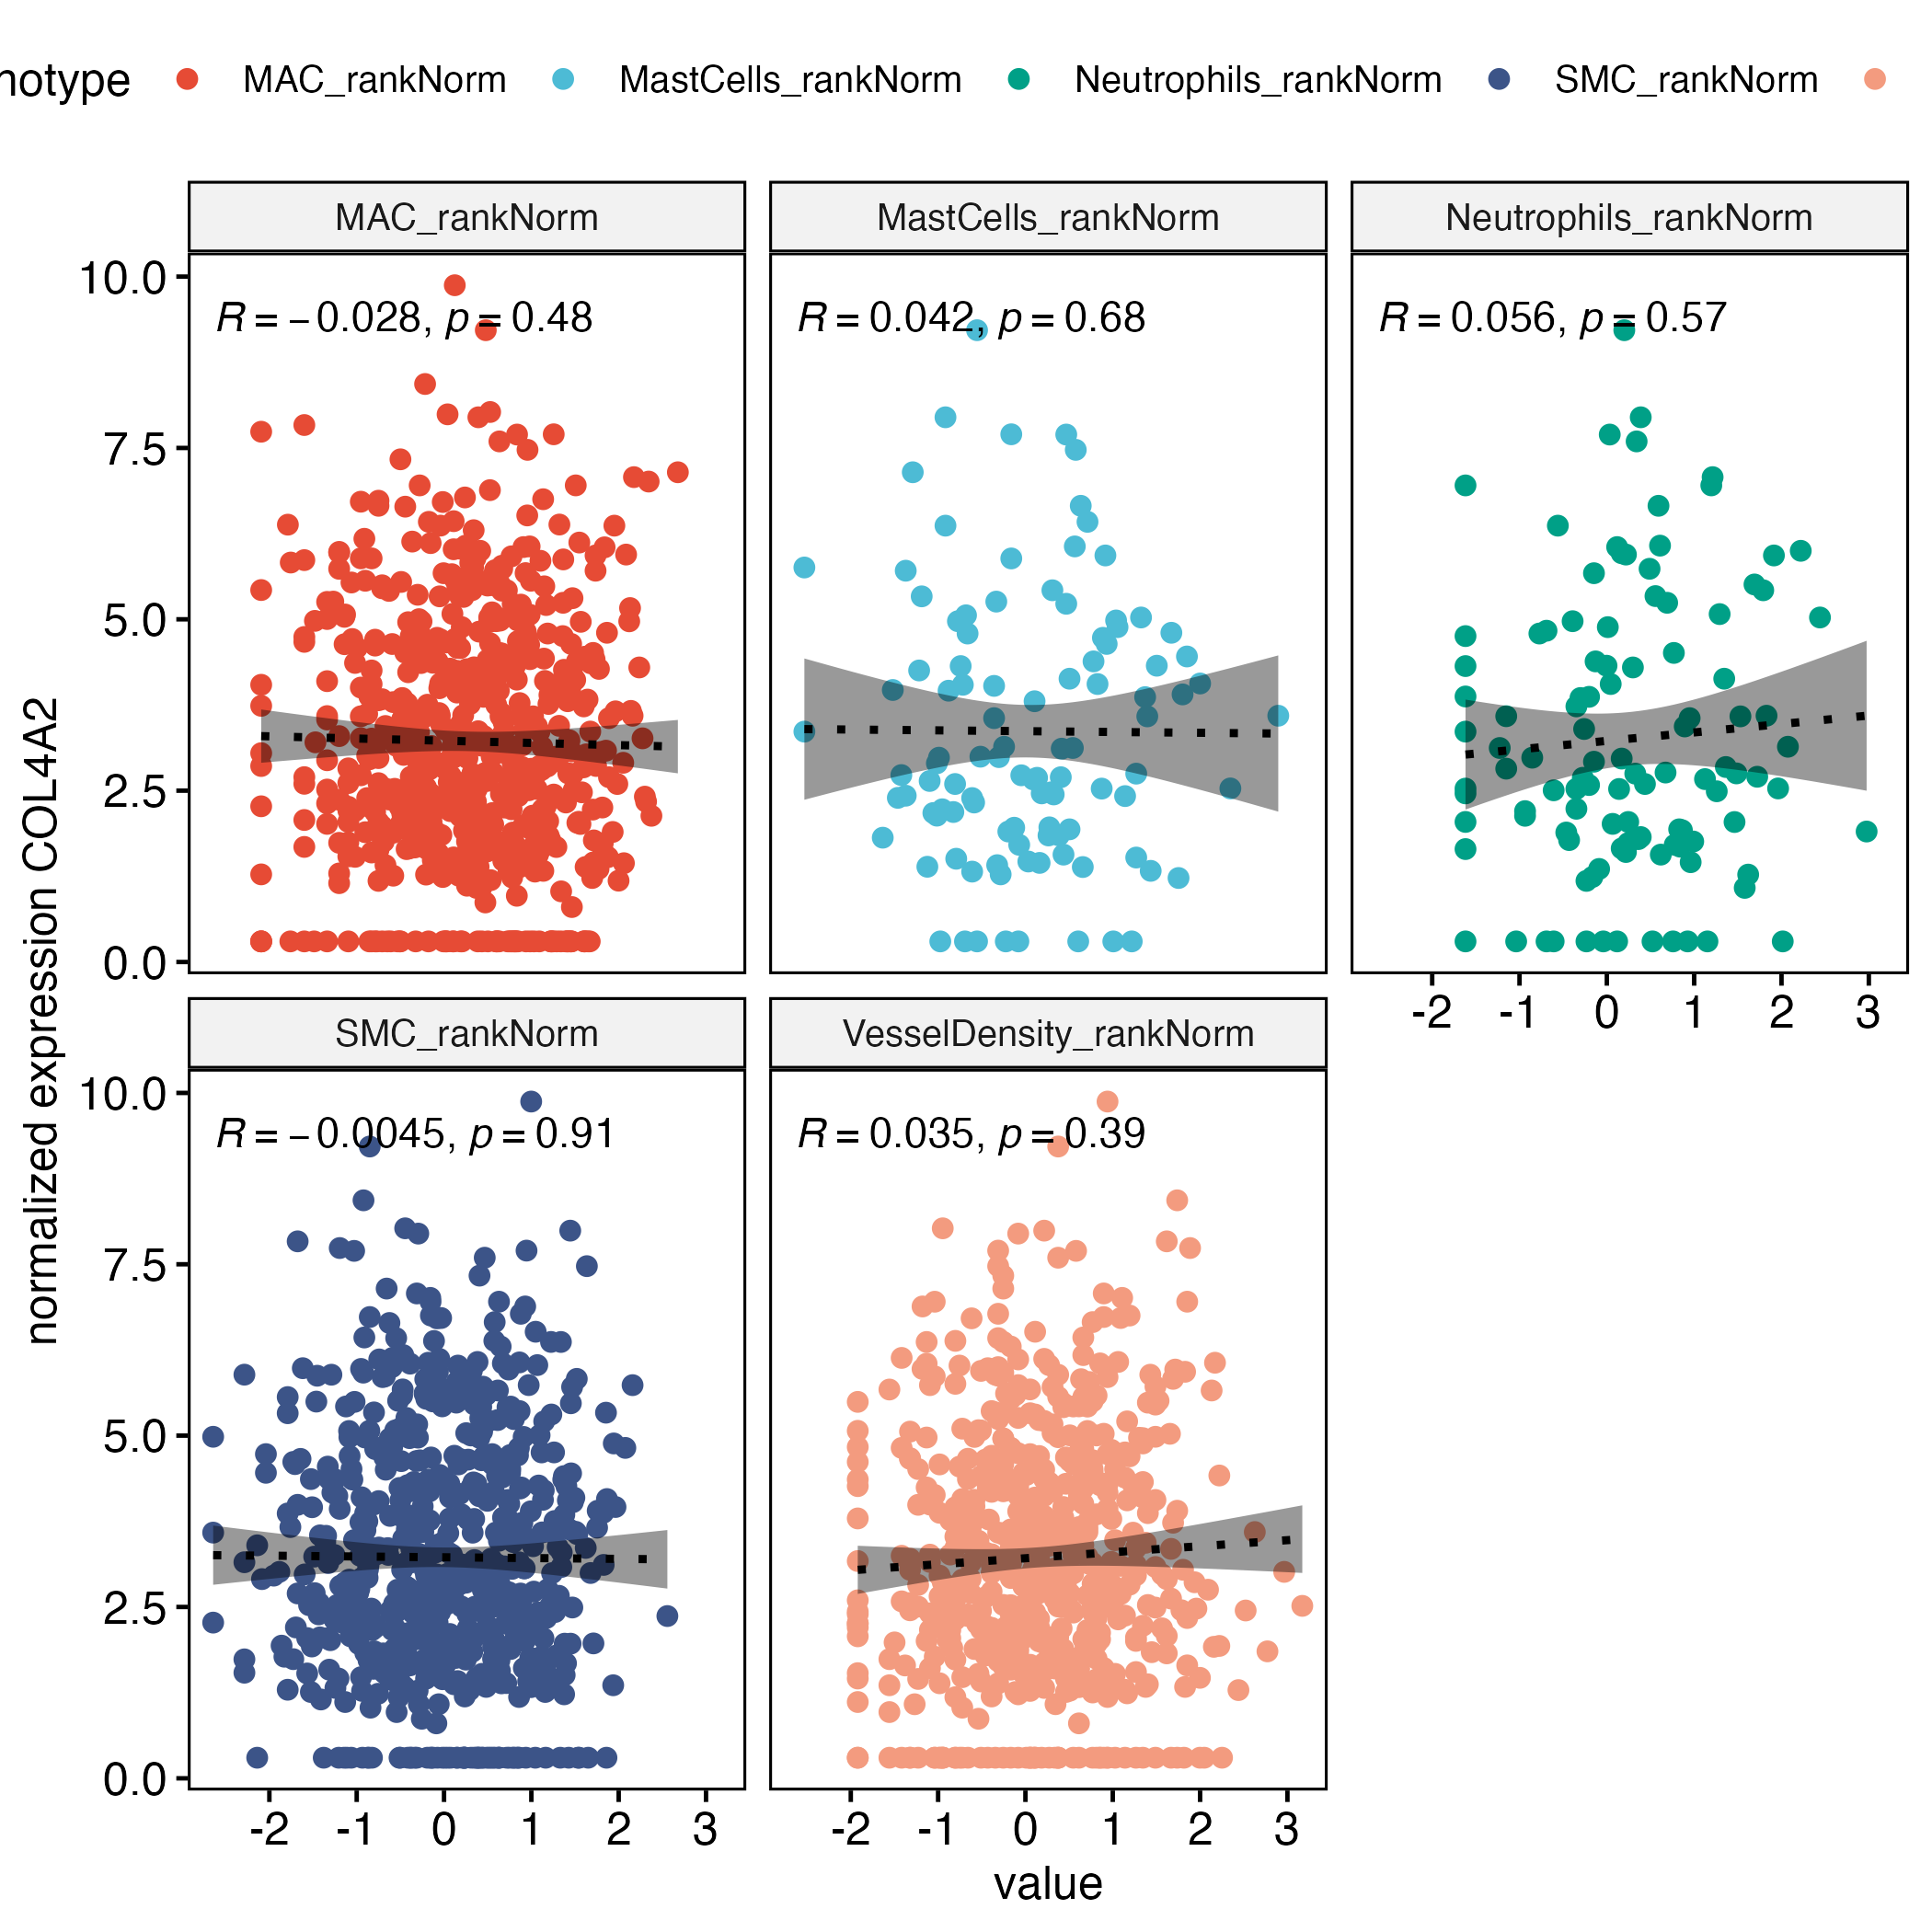 notype MAC_rankNorm MastCells_rankNorm Neutrophils_rankNorm SMC_rankNorm
MAC_rankNorm MastCells_rankNorm Neutrophils_rankNorm
R = −0.028, p = 0.48 R = 0.042, p = 0.68 R = 0.056, p = 0.57
10.0
7.5
5.0
2.5
0.0
-2 -1 0 1 2 3
SMC_rankNorm VesselDensity_rankNorm
R = −0.0045, p = 0.91 R = 0.035, p = 0.39
10.0
7.5
5.0
2.5
0.0
-2 -1 0 1 2 3 -2 -1 0 1 2 3
value
normalized expression COL4A2